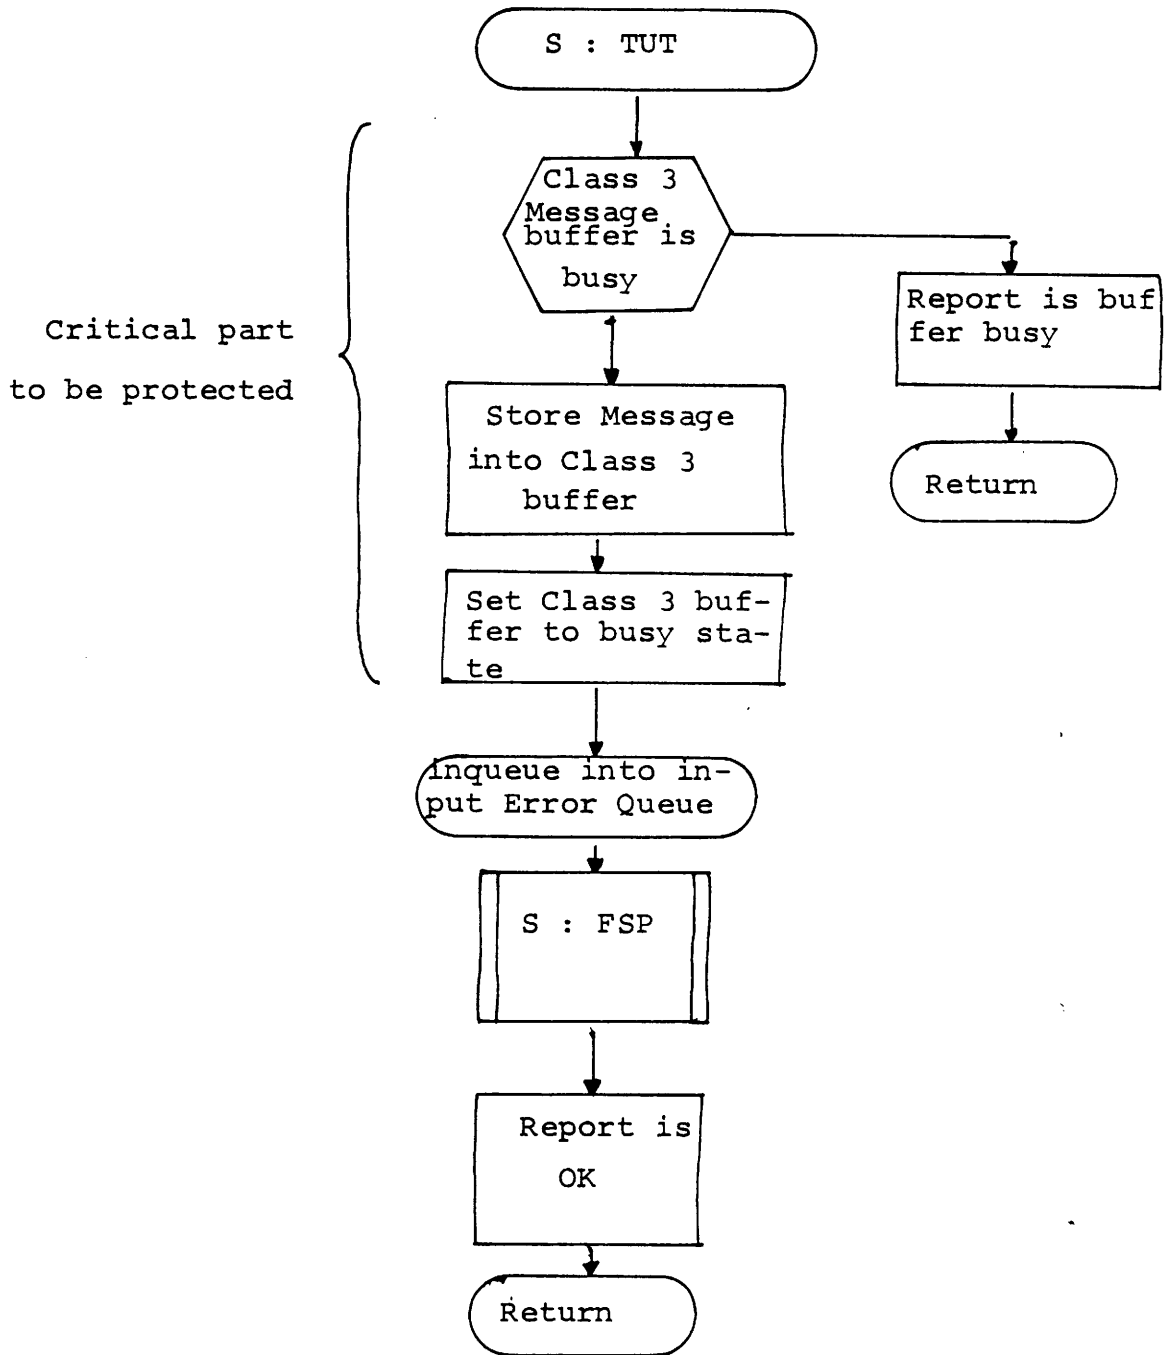 S : TUT
Class 3
Message
buffer is
busy
Report is buf
fer busy
Return
Critical part
to be protected
Store Message
into Class 3
buffer
Set Class 3 buf-
fer to busy sta-
te
Inqueue into in-
put Error Queue
S : FSP
Report is
OK
Return